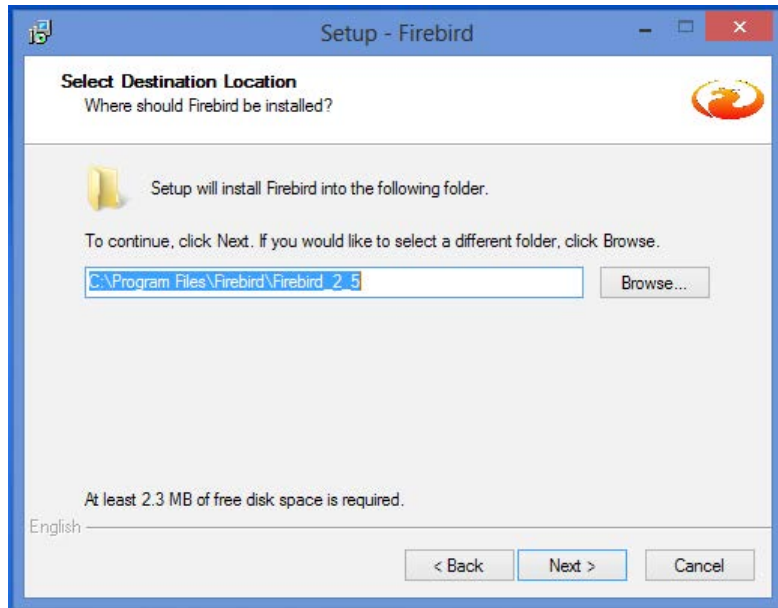 Setup - Firebird
Select Destination Location
Where should Firebird be installed?
Setup will install Firebird into the following folder.
To continue, click Next. If you would like to select a different folder, click Browse.
C:\Program Files\Firebird\Firebird_2_5
Browse...
At least 2.3 MB of free disk space is required.
English
< Back
Next >
Cancel